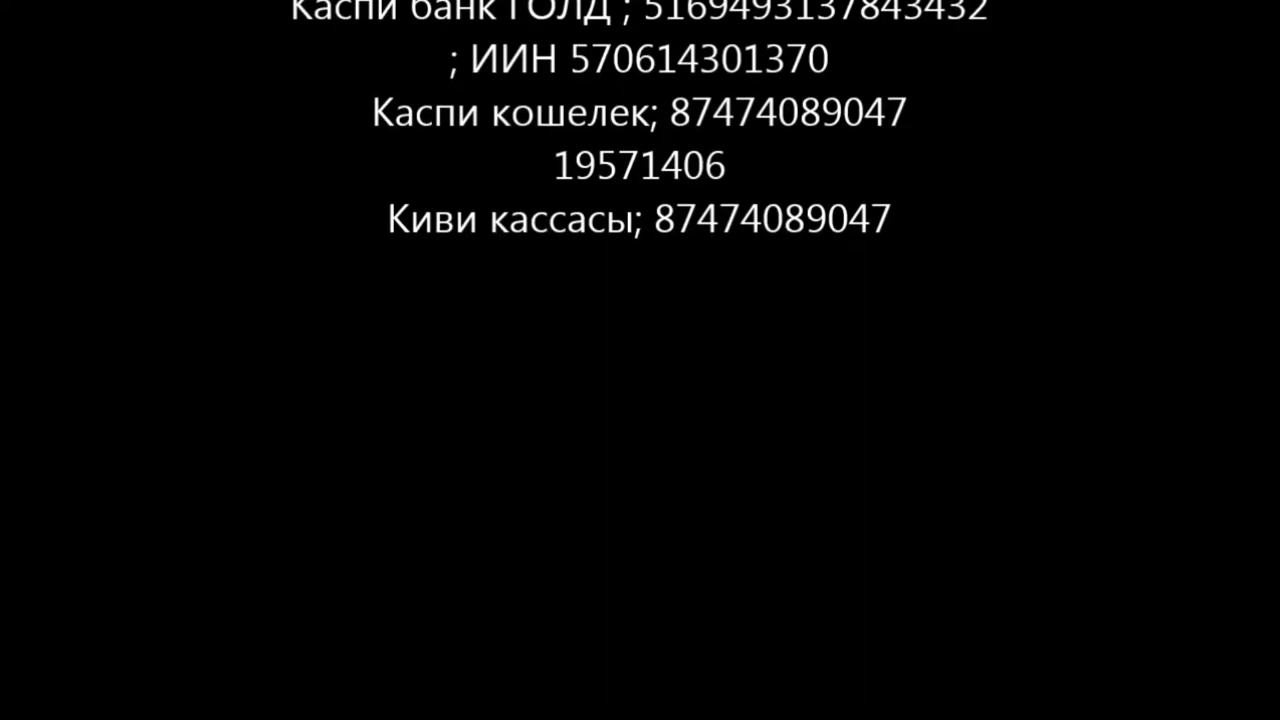 Каспи банк ГОЛД ; 5169493137843432
; ИИН 570614301370
Каспи кошелек; 87474089047
19571406
Киви кассасы; 87474089047